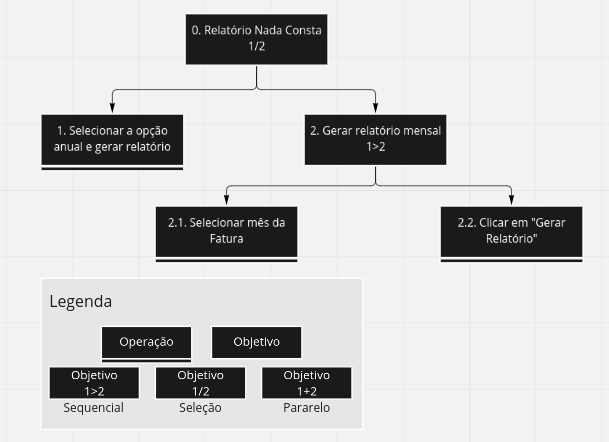 0. Relatório Nada Consta
1/2
1. Selecionar a opção
anual e gerar relatório
2. Gerar relatório mensal
1>2
2.1. Selecionar mês da
Fatura
2.2. Clicar em "Gerar
Relatório"
Legenda
Operação
Objetivo
Objetivo
1>2
Sequencial
Objetivo
1/2
Seleção
Objetivo
1+2
Pararelo